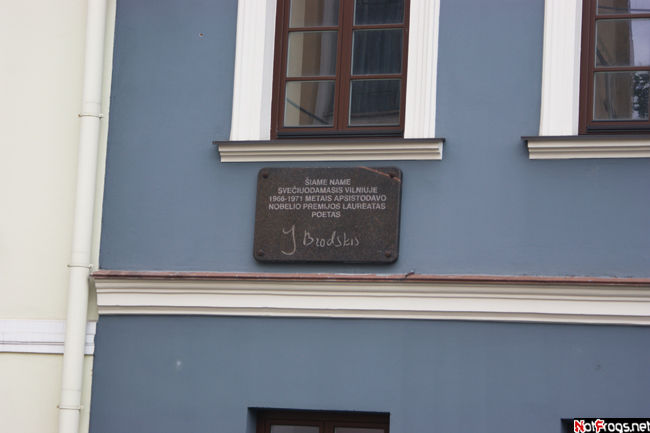 ŠIAME NAME
SVEČIUODAMASIS VILNIUJE
1966-1971 METAIS APSISTODAVO
NOBELIO PREMIJOS LAUREATAS
POETAS
J Brodskis
NotFrogs.net